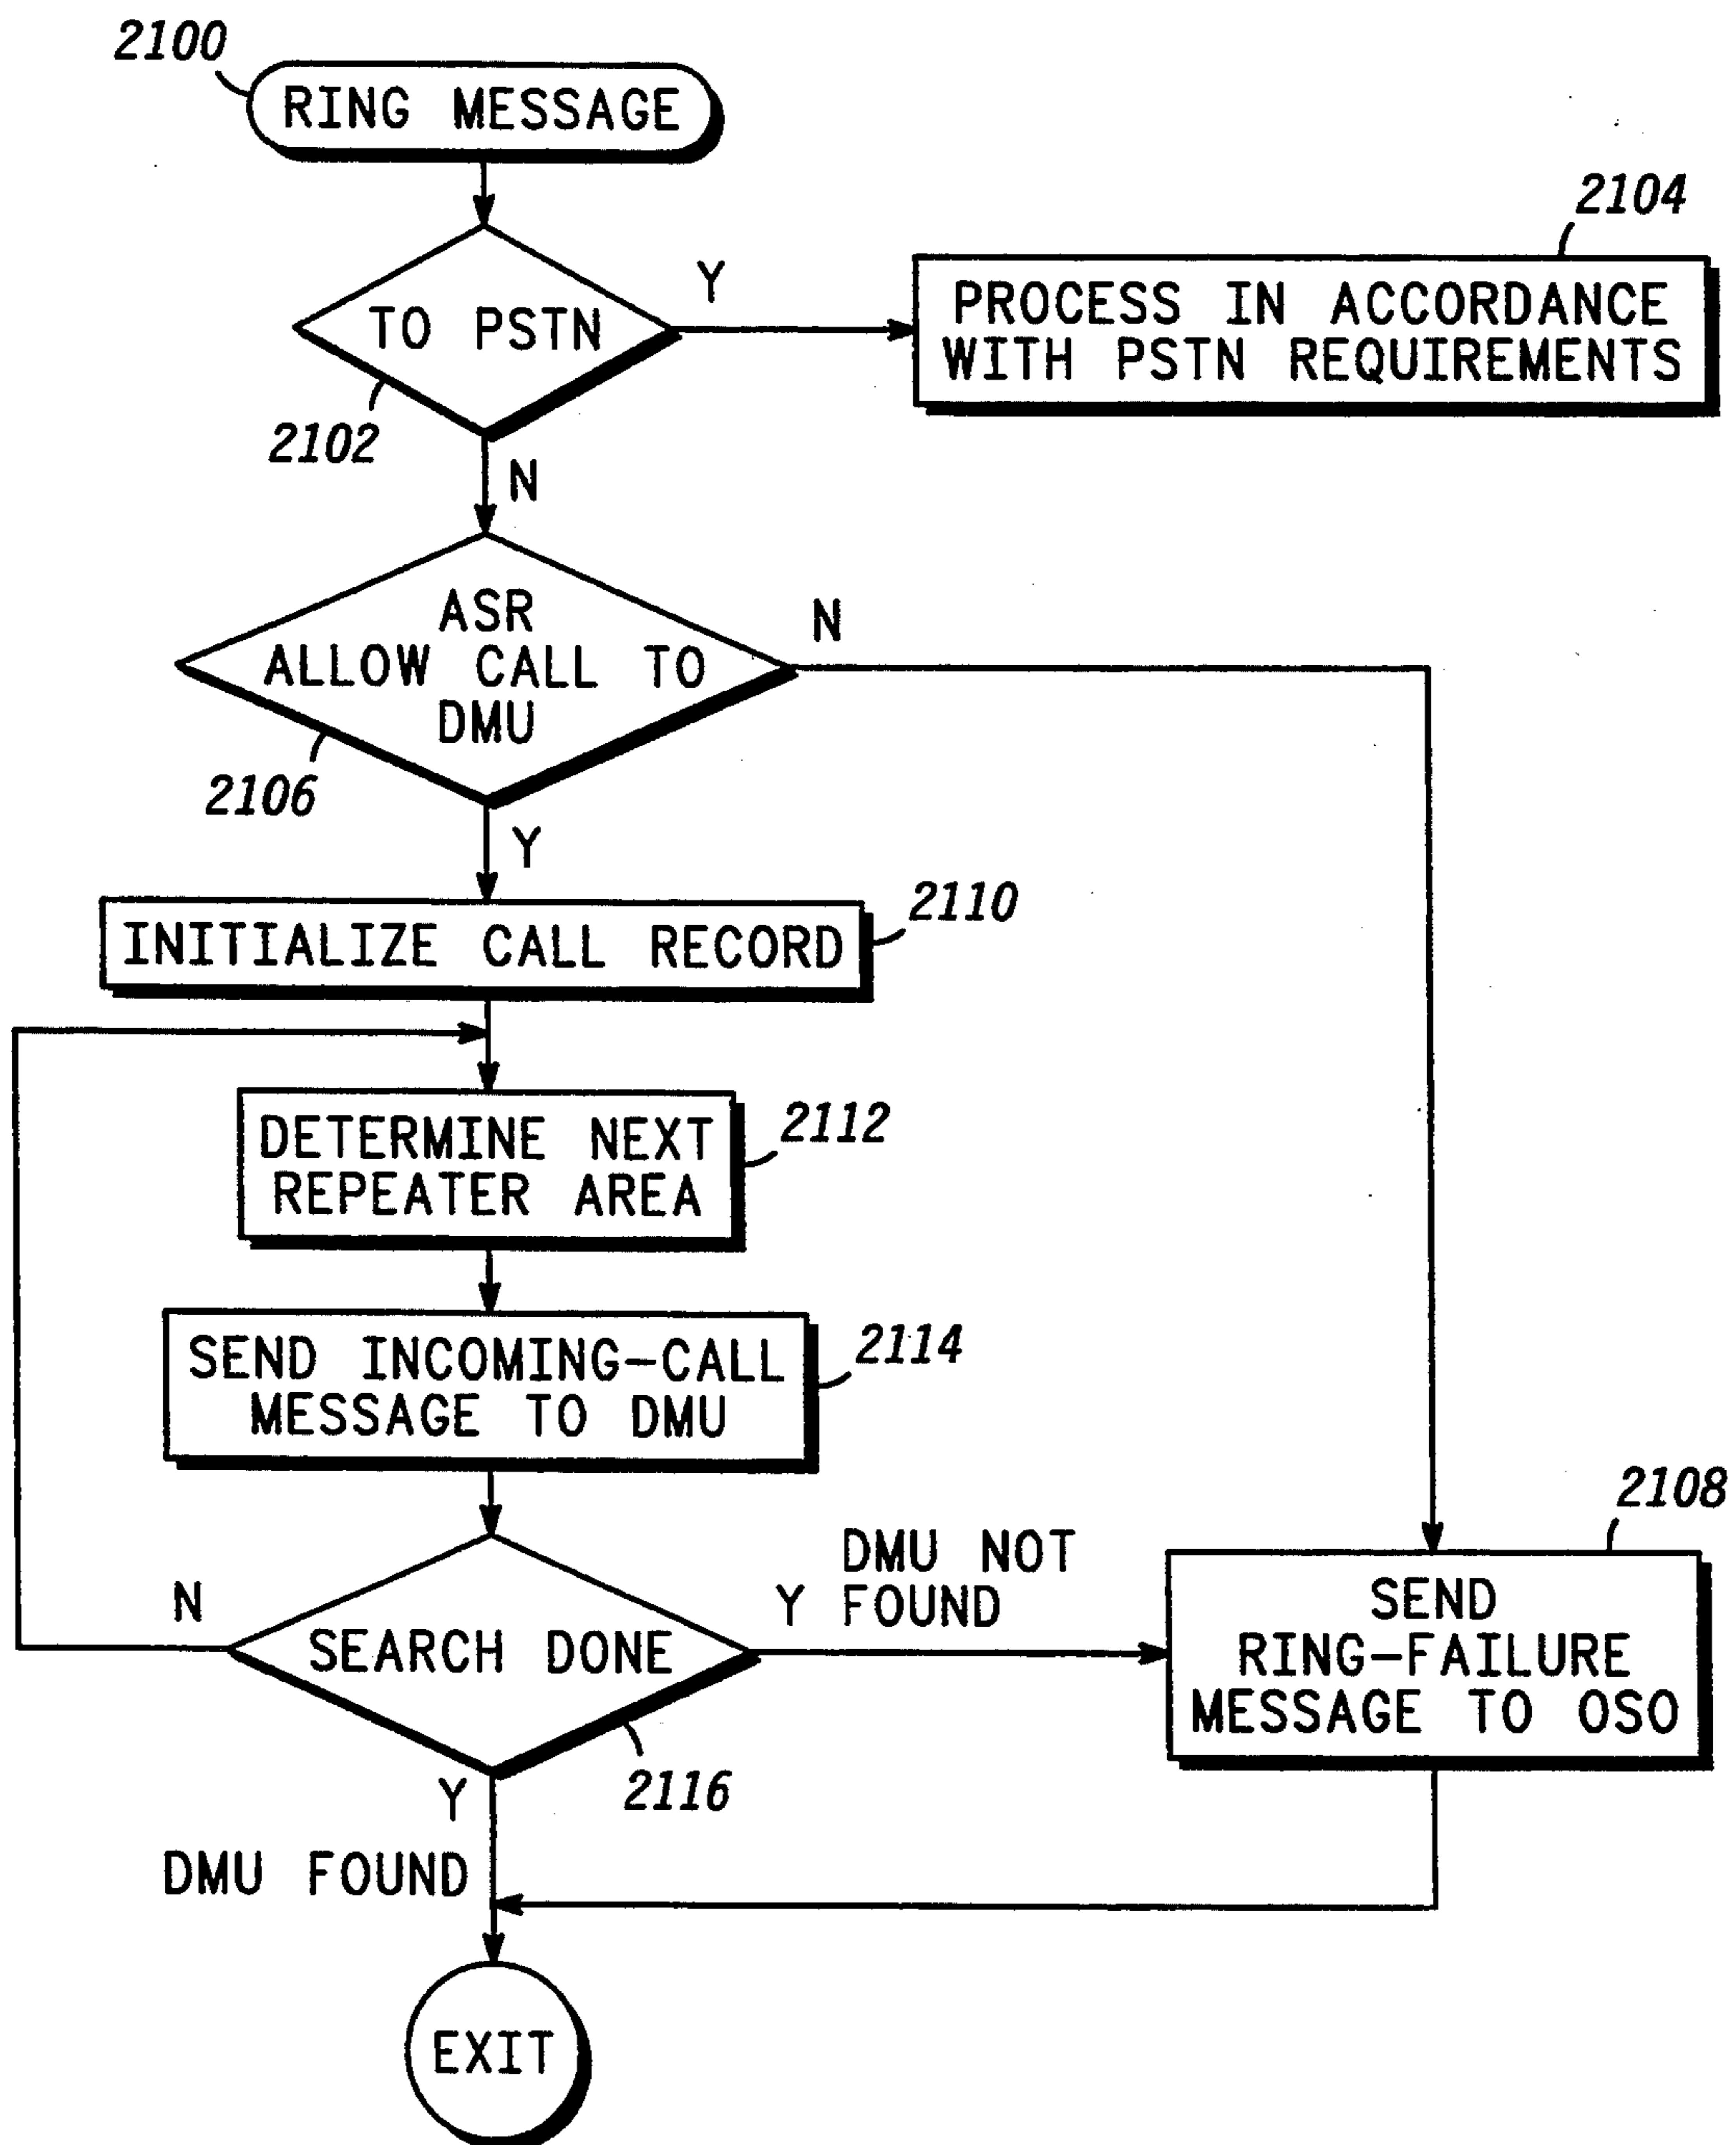 2100
RING MESSAGE
2104
PROCESS IN ACCORDANCE
WITH PSTN REQUIREMENTS
Y
TO PSTN
2102
N
ASR
ALLOW CALL TO
DMU
N
2106
Y
2110
INITIALIZE CALL RECORD
2112
DETERMINE NEXT
REPEATER AREA
2114
SEND INCOMING-CALL
MESSAGE TO DMU
2108
DMU NOT
Y FOUND
N
SEARCH DONE
SEND
RING-FAILURE
MESSAGE TO OSO
2116
Y
DMU FOUND
EXIT